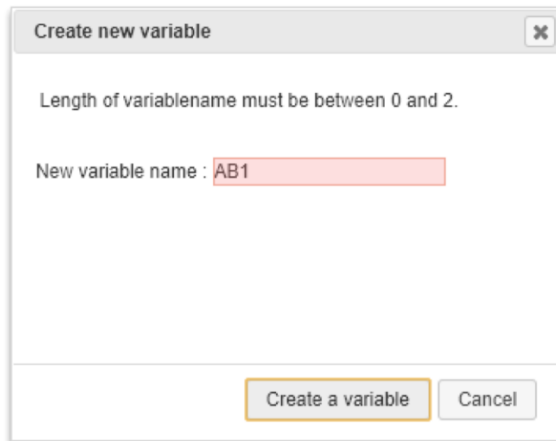 Create new variable
Length of variablename must be between 0 and 2.
New variable name : AB1
Create a variable Cancel